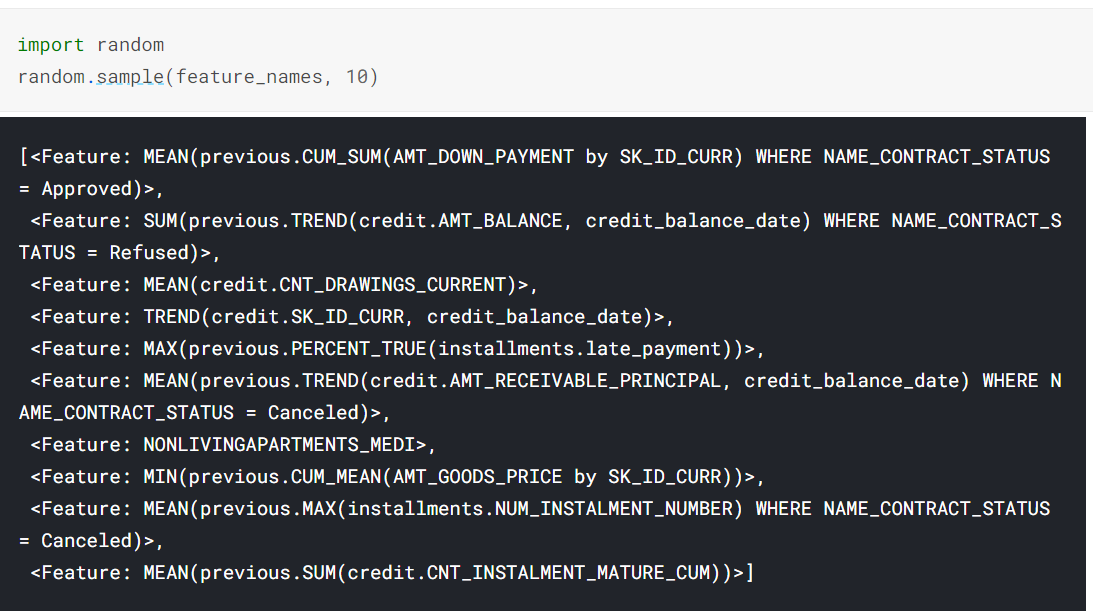 import random
random.sample(feature_names, 10)
[<Feature: MEAN(previous.CUM_SUM(AMT_DOWN_PAYMENT by SK_ID_CURR) WHERE NAME_CONTRACT_STATUS
= Approved)>,
<Feature: SUM(previous.TREND(credit.AMT_BALANCE, credit_balance_date) WHERE NAME_CONTRACT_S
TATUS = Refused)>,
<Feature: MEAN(credit.CNT_DRAWINGS_CURRENT)>,
<Feature: TREND(credit.SK_ID_CURR, credit_balance_date)>,
<Feature: MAX(previous.PERCENT_TRUE(installments.late_payment))>,
<Feature: MEAN(previous.TREND(credit.AMT_RECEIVABLE_PRINCIPAL, credit_balance_date) WHERE N
AME_CONTRACT_STATUS = Canceled)>,
<Feature: NONLIVINGAPARTMENTS_MEDI>,
<Feature: MIN(previous.CUM_MEAN(AMT_GOODS_PRICE by SK_ID_CURR))>,
<Feature: MEAN(previous.MAX(installments.NUM_INSTALMENT_NUMBER) WHERE NAME_CONTRACT_STATUS
= Canceled)>,
<Feature: MEAN(previous.SUM(credit.CNT_INSTALMENT_MATURE_CUM))>]